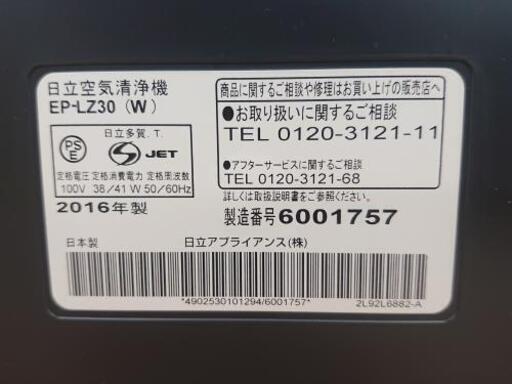 日立空気清浄機
EP-LZ30 (W)
PS E
日立多賀. T.
S JET
定格電圧 定格消費電力 定格周波数
100V 38/41W 50/60Hz
2016年製
商品に関するご相談や修理はお買い上げの販売店へ
●お取り扱いに関するご相談
TEL 0120-3121-11
●アフターサービスに関するご相談
TEL 0120-3121-68
詳しくは取扱説明書をご参照ください。
製造番号6001757
日本製
日立アプライアンス(株)
*4902530101294/6001757*
2L92L6882-A